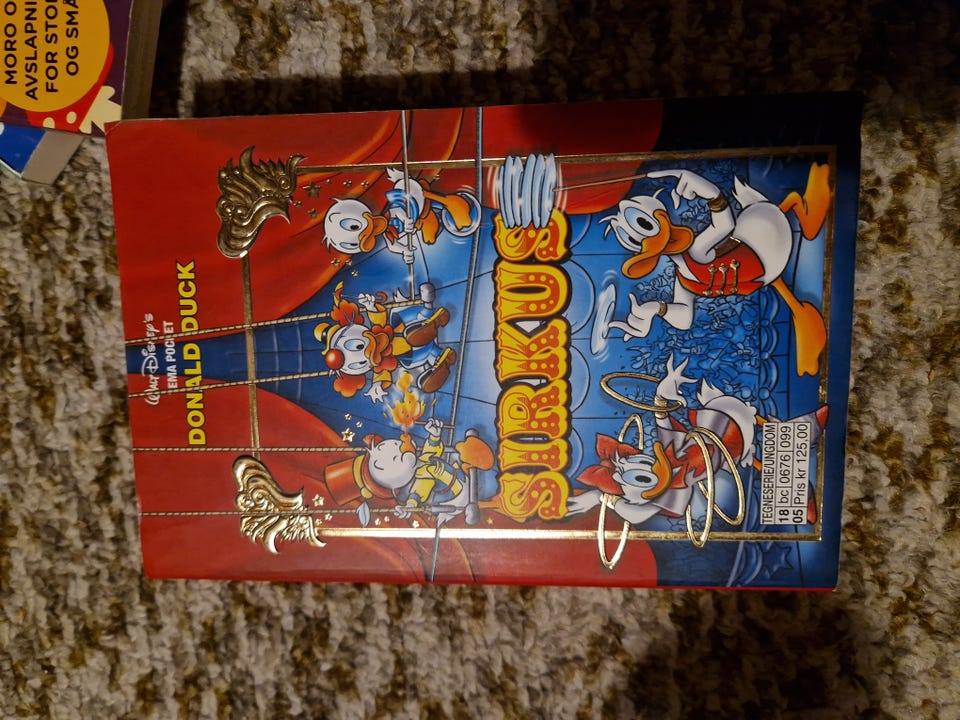 MORO O
AVSLAPNI
FOR STO
OG SMÅ
Walt Disney's
EMA POCKET
DONALD DUCK
SIRKUS
TEGNESERIE/UNGDOM
18 bc 0676 099
05 Pris kr 125,00